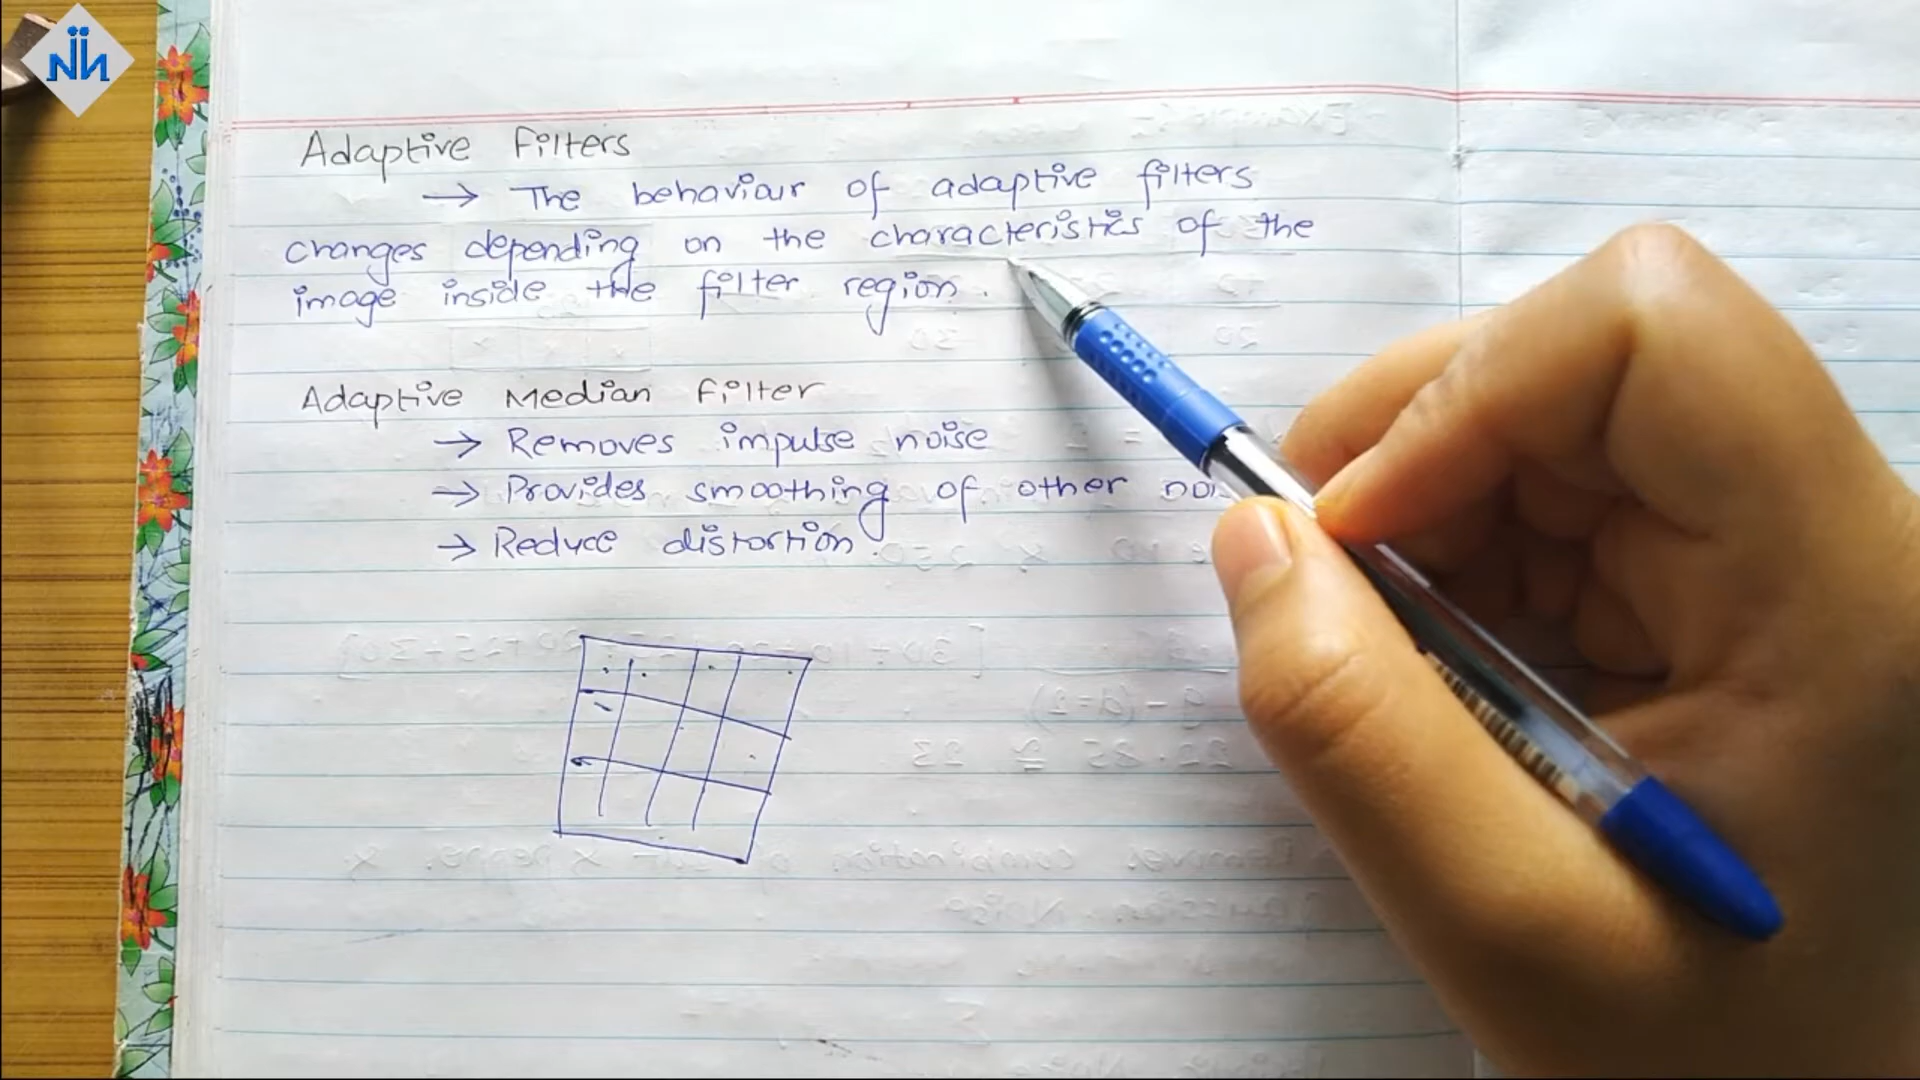 Adaptive Filters
→ The behaviour of adaptive filters
changes depending on the characteristics of the
image inside the filter region.
Adaptive Median Filter
→ Removes impulse noise
→ Provides smoothing of other
→ Reduce distortion.